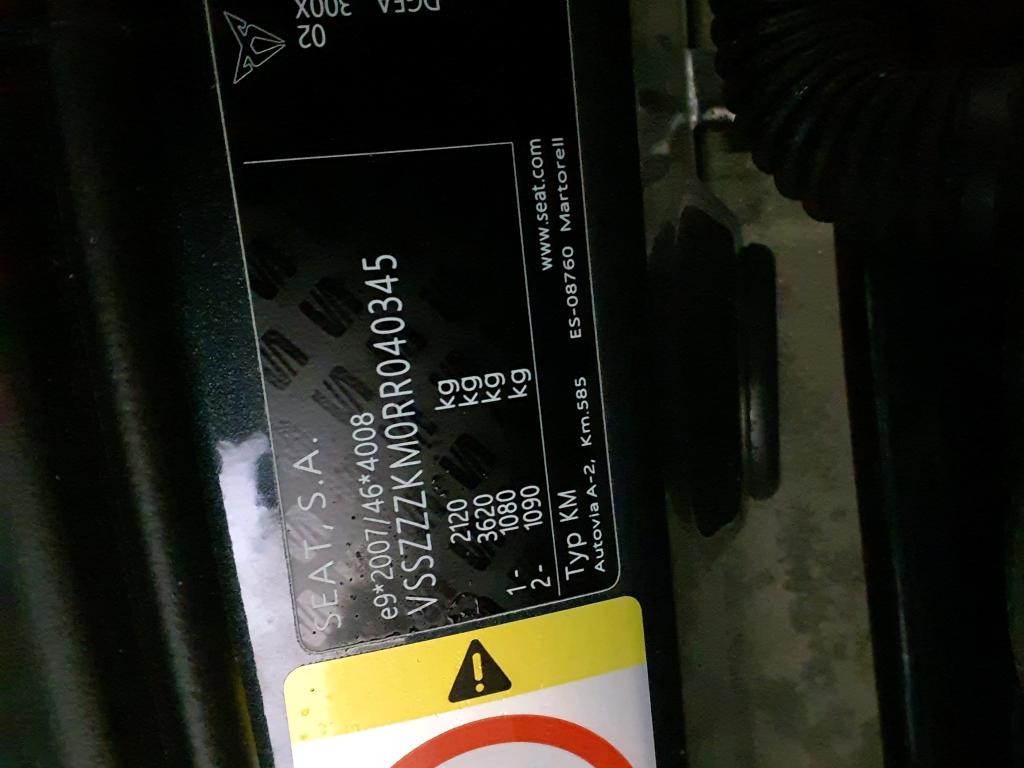 SEAT, S.A.
e9*2007/46*4008
VSSZZZKM0RR040345
2120 kg
3620 kg
1- 1080 kg
2- 1090 kg
Typ KM www.seat.com
Autovia A-2, Km.585 ES-08760 Martorell
02
300X
DGEA